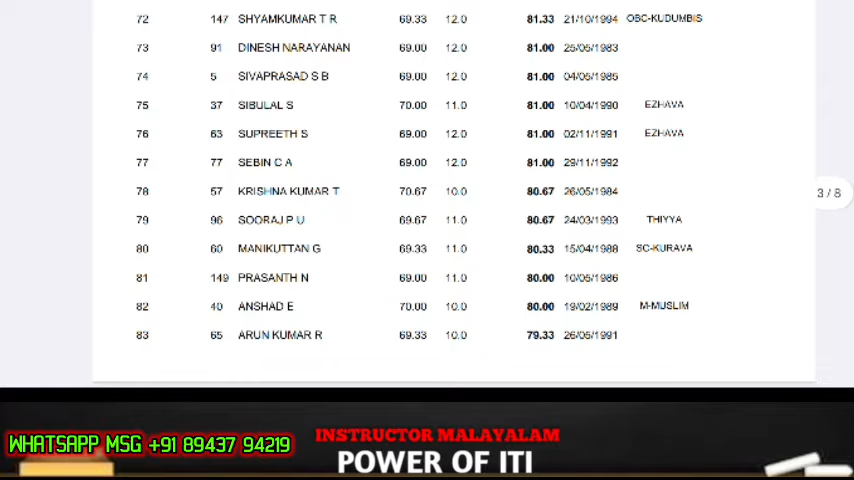 72 147 SHYAMKUMAR T R 69.33 12.0 81.33 21/10/1994 OBC-KUDUMBIS
73 91 DINESH NARAYANAN 69.00 12.0 81.00 25/05/1983
74 5 SIVAPRASAD S B 69.00 12.0 81.00 04/05/1985
75 37 SIBULAL S 70.00 11.0 81.00 10/04/1990 EZHAVA
76 63 SUPREETH S 69.00 12.0 81.00 02/11/1991 EZHAVA
77 77 SEBIN C A 69.00 12.0 81.00 29/11/1992
78 57 KRISHNA KUMAR T 70.67 10.0 80.67 26/05/1984
3 / 8
79 96 SOORAJ P U 69.67 11.0 80.67 24/03/1993 THIYYA
80 60 MANIKUTTAN G 69.33 11.0 80.33 15/04/1988 SC-KURAVA
81 149 PRASANTH N 69.00 11.0 80.00 10/05/1986
82 40 ANSHAD E 70.00 10.0 80.00 19/02/1989 M-MUSLIM
83 65 ARUN KUMAR R 69.33 10.0 79.33 26/05/1991
WHATSAPP MSG +91 89437 94219
INSTRUCTOR MALAYALAM
POWER OF ITI